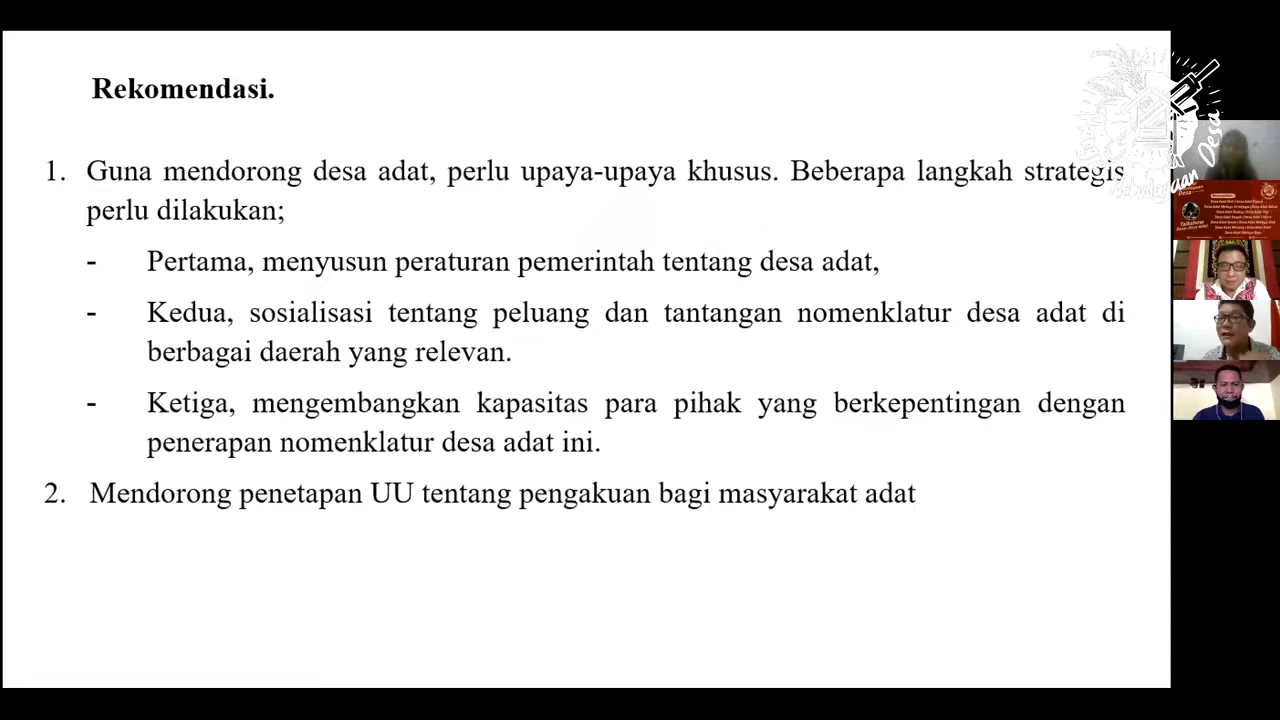 Rekomendasi.
1. Guna mendorong desa adat, perlu upaya-upaya khusus. Beberapa langkah strategis
perlu dilakukan;
- Pertama, menyusun peraturan pemerintah tentang desa adat,
- Kedua, sosialisasi tentang peluang dan tantangan nomenklatur desa adat di
berbagai daerah yang relevan.
- Ketiga, mengembangkan kapasitas para pihak yang berkepentingan dengan
penerapan nomenklatur desa adat ini.
2. Mendorong penetapan UU tentang pengakuan bagi masyarakat adat
Desa